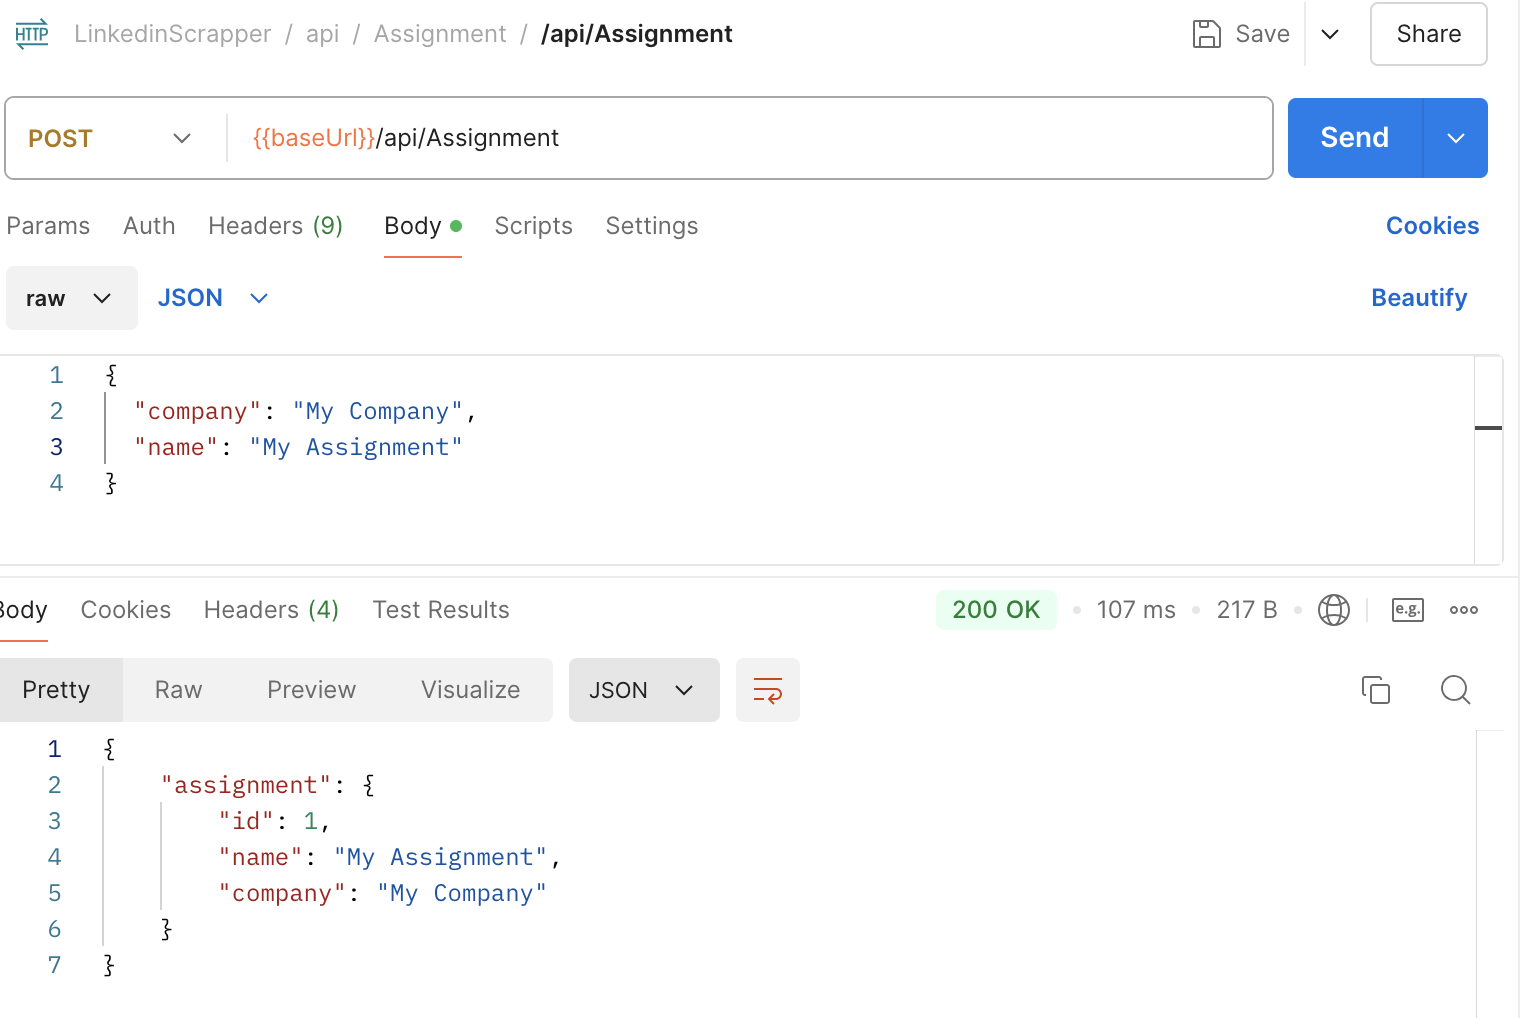 HTTP LinkedinScrapper / api / Assignment / /api/Assignment Save Share
POST {{baseUrl}}/api/Assignment Send
Params Auth Headers (9) Body Scripts Settings Cookies
raw JSON Beautify
1 {
2 "company": "My Company",
3 "name": "My Assignment"
4 }
Body Cookies Headers (4) Test Results 200 OK • 107 ms • 217 B • e.g.
Pretty Raw Preview Visualize JSON
1 {
2 "assignment": {
3 "id": 1,
4 "name": "My Assignment",
5 "company": "My Company"
6 }
7 }